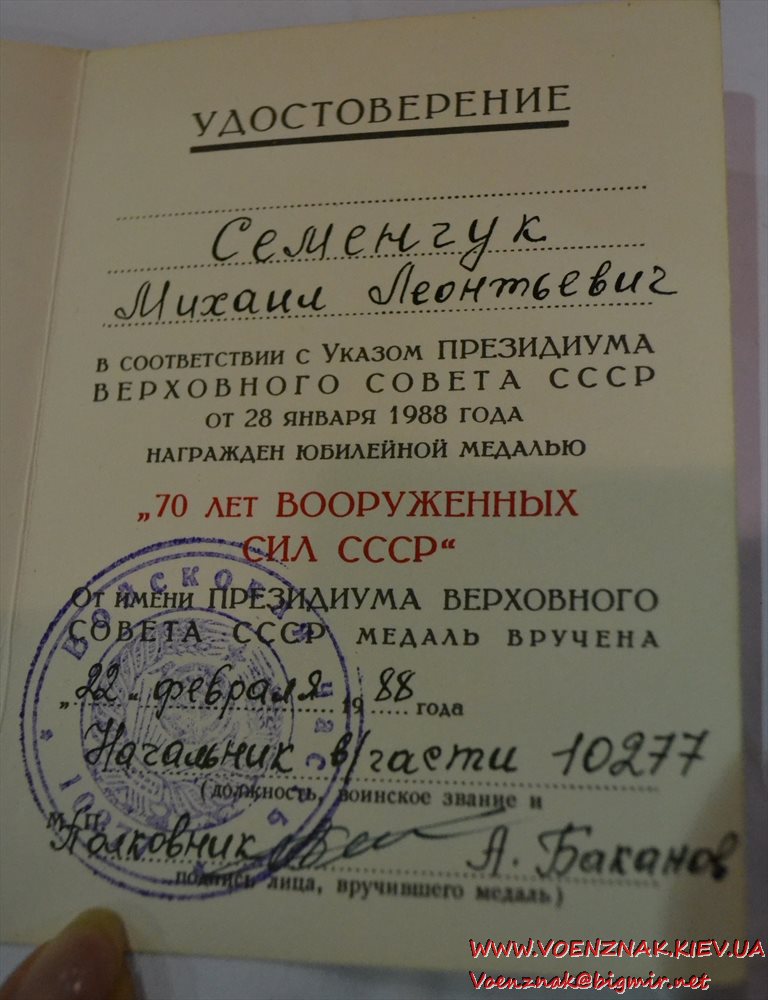 УДОСТОВЕРЕНИЕ
Семенчук
Михаил Леонтьевич
В СООТВЕТСТВИИ С УКАЗОМ ПРЕЗИДИУМА
ВЕРХОВНОГО СОВЕТА СССР
ОТ 28 ЯНВАРЯ 1988 ГОДА
НАГРАЖДЕН ЮБИЛЕЙНОЙ МЕДАЛЬЮ
„70 ЛЕТ ВООРУЖЕННЫХ
СИЛ СССР“
ОТ ИМЕНИ ПРЕЗИДИУМА ВЕРХОВНОГО
СОВЕТА СССР МЕДАЛЬ ВРУЧЕНА
„22“ февраля 1988 года
Начальник в/части 10277
(должность, воинское звание и
М.П.
Полковник А. Баканов
подпись лица, вручившего медаль)
ВОЙСКОВАЯ
WWW.VOENZNAK.KIEV.UA
Voenznak@bigmir.net